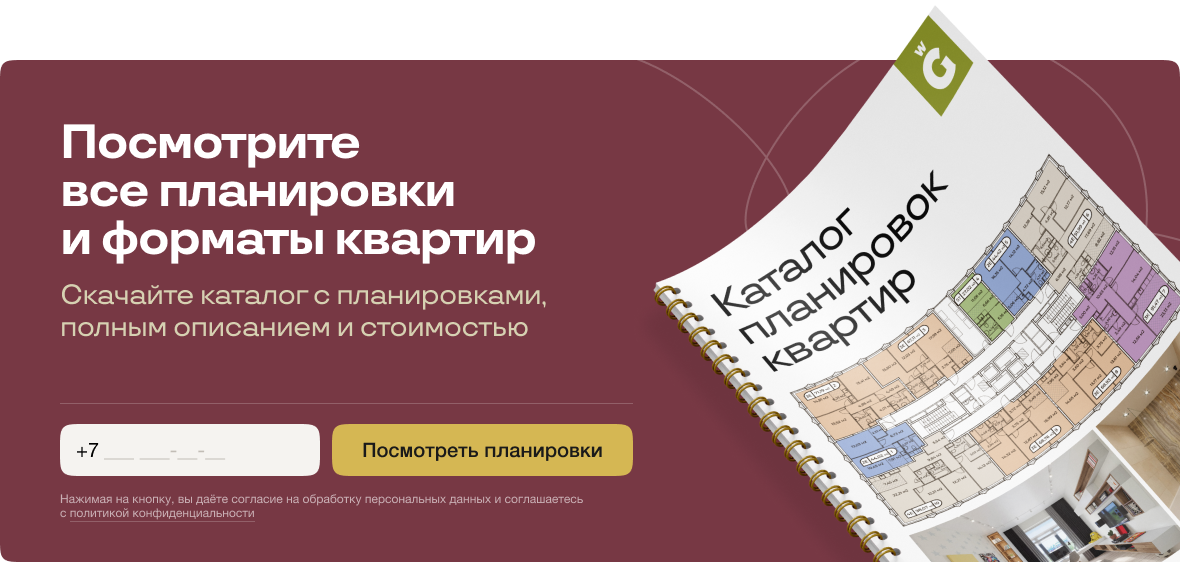 Посмотрите
все планировки
и форматы квартир
Скачайте каталог с планировками,
полным описанием и стоимостью
+7 ___ ___-__-__
Посмотреть планировки
Нажимая на кнопку, вы даёте согласие на обработку персональных данных и соглашаетесь
с политикой конфиденциальности
WG
Каталог
планировок
квартир